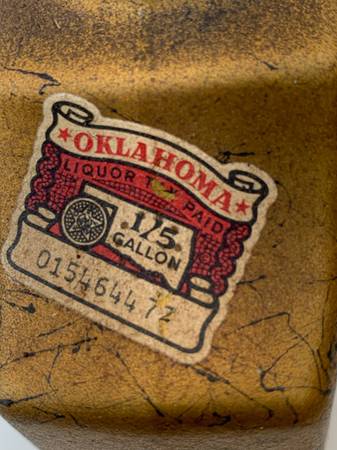 ★OKLAHOMA★
LIQUOR TAX PAID
1/5
GALLON
015464472